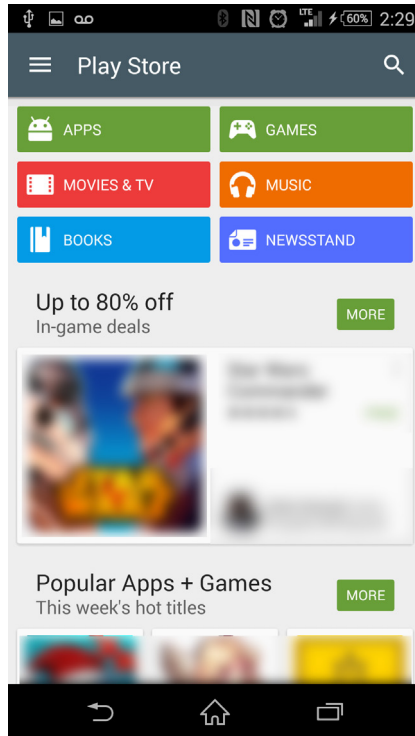 LTE 60% 2:29
Play Store
APPS
GAMES
MOVIES & TV
MUSIC
BOOKS
NEWSSTAND
Up to 80% off
In-game deals
MORE
Popular Apps + Games
This week's hot titles
MORE